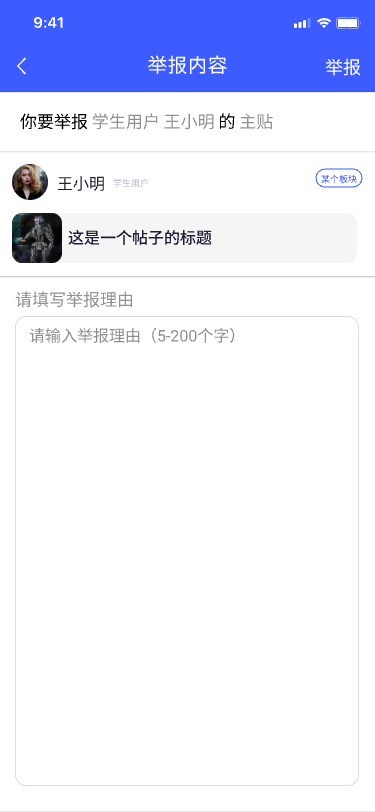 9:41
举报内容
举报
你要举报 学生用户 王小明 的 主贴
王小明 学生用户
某个板块
这是一个帖子的标题
请填写举报理由
请输入举报理由（5-200个字）